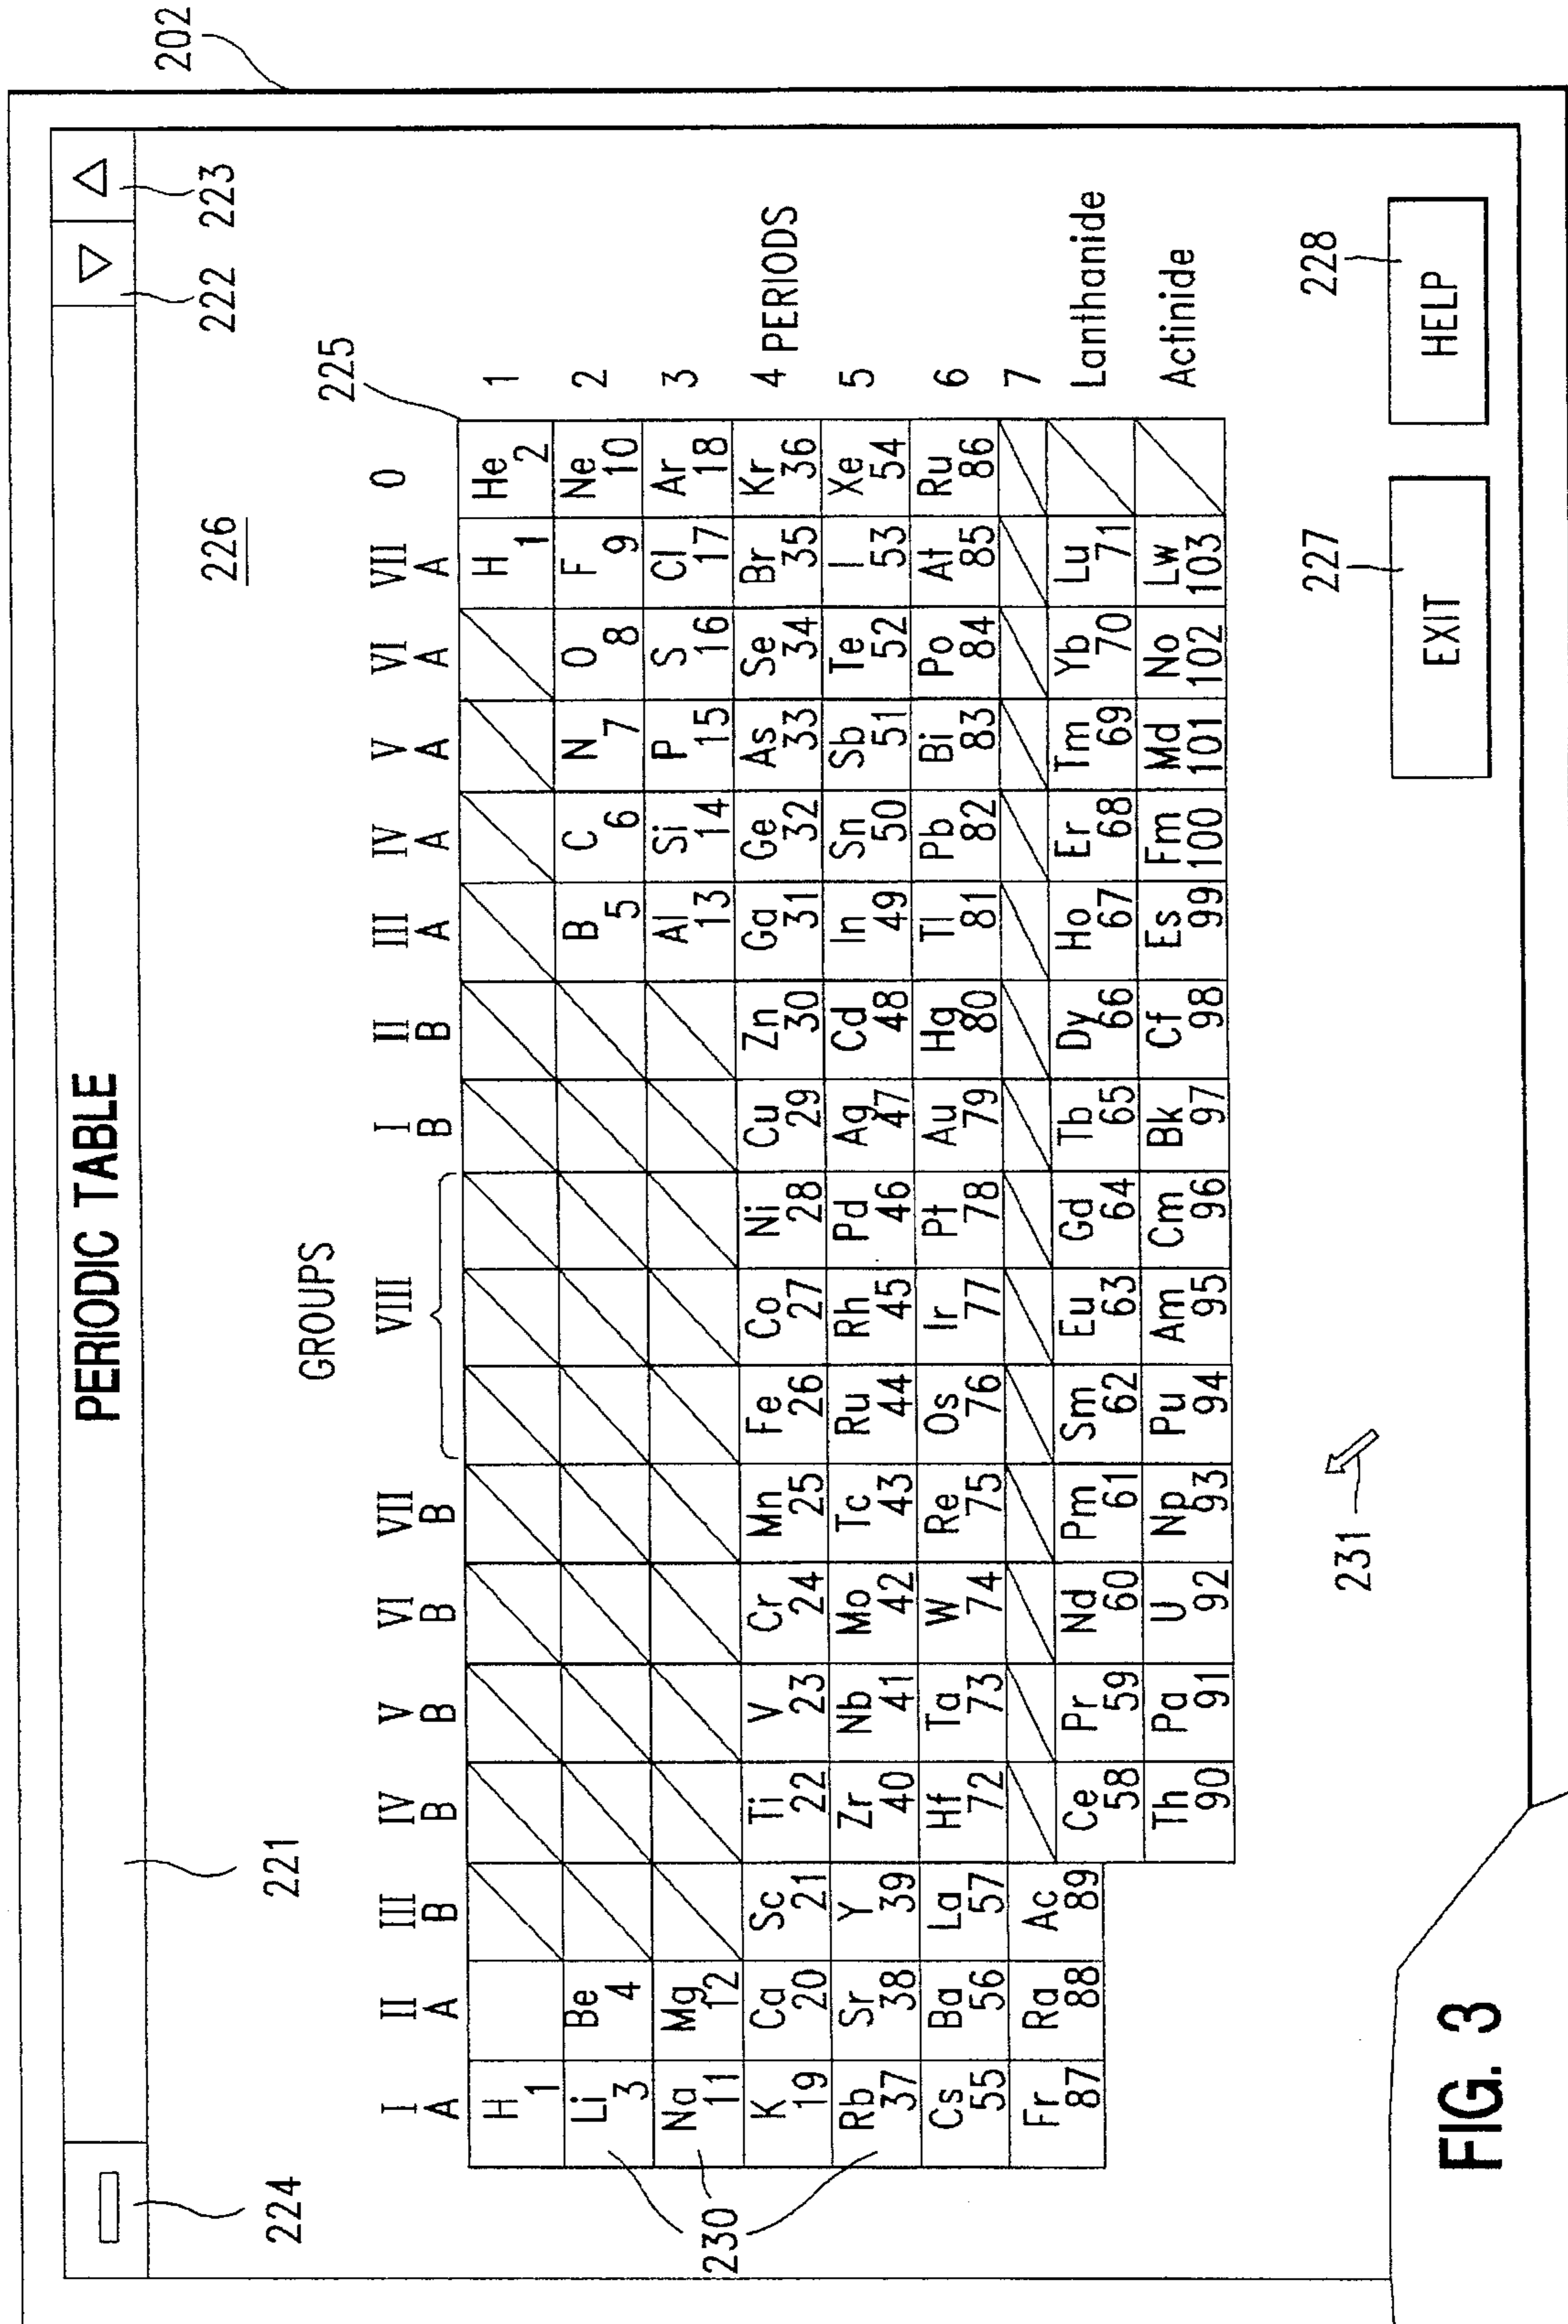 202
PERIODIC TABLE
221
222
223
224
226
225
GROUPS
I A II A III B IV B V B VI B VII B VIII I B II B III A IV A V A VI A VII A 0
H 1 H 1 He 2 1
Li 3 Be 4 B 5 C 6 N 7 O 8 F 9 Ne 10 2
Na 11 Mg 12 Al 13 Si 14 P 15 S 16 Cl 17 Ar 18 3
K 19 Ca 20 Sc 21 Ti 22 V 23 Cr 24 Mn 25 Fe 26 Co 27 Ni 28 Cu 29 Zn 30 Ga 31 Ge 32 As 33 Se 34 Br 35 Kr 36 4 PERIODS
Rb 37 Sr 38 Y 39 Zr 40 Nb 41 Mo 42 Tc 43 Ru 44 Rh 45 Pd 46 Ag 47 Cd 48 In 49 Sn 50 Sb 51 Te 52 I 53 Xe 54 5
Cs 55 Ba 56 La 57 Hf 72 Ta 73 W 74 Re 75 Os 76 Ir 77 Pt 78 Au 79 Hg 80 Tl 81 Pb 82 Bi 83 Po 84 At 85 Ru 86 6
Fr 87 Ra 88 Ac 89 7
Ce 58 Pr 59 Nd 60 Pm 61 Sm 62 Eu 63 Gd 64 Tb 65 Dy 66 Ho 67 Er 68 Tm 69 Yb 70 Lu 71 Lanthanide
Th 90 Pa 91 U 92 Np 93 Pu 94 Am 95 Cm 96 Bk 97 Cf 98 Es 99 Fm 100 Md 101 No 102 Lw 103 Actinide
230
231
227
228
EXIT
HELP
FIG. 3